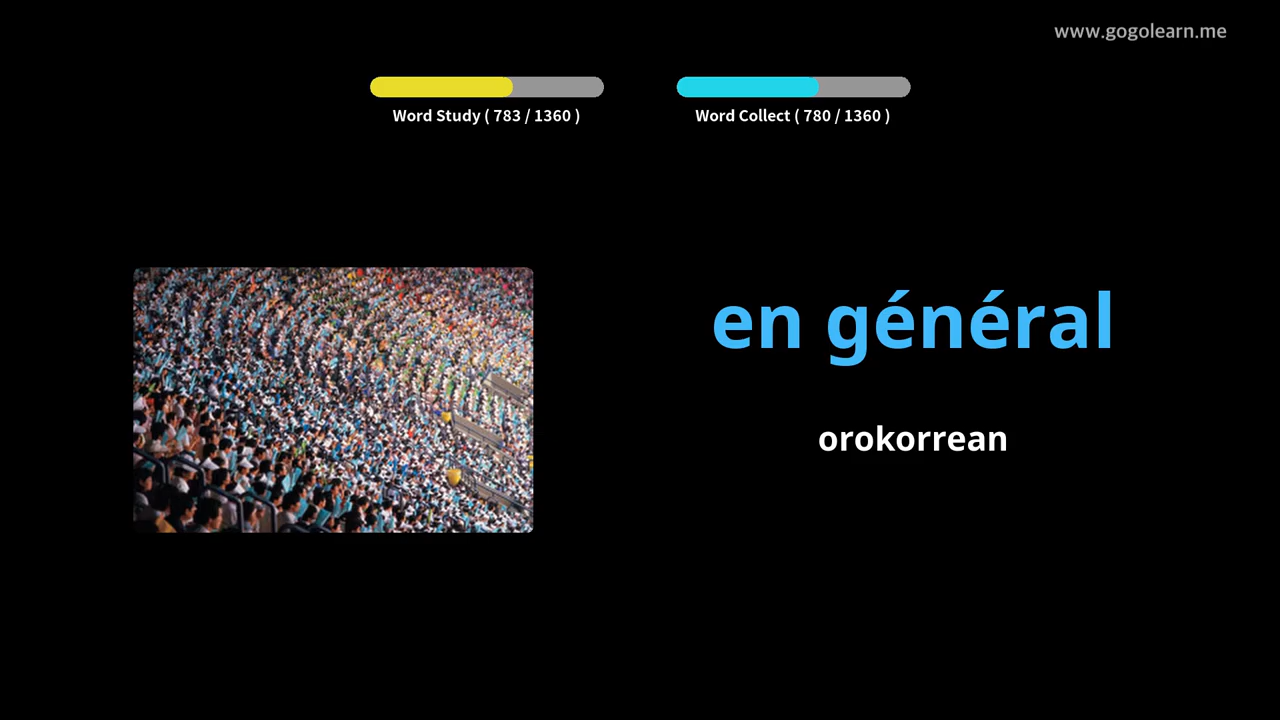 www.gogolearn.me
Word Study ( 783 / 1360 )
Word Collect ( 780 / 1360 )
en général
orokorrean